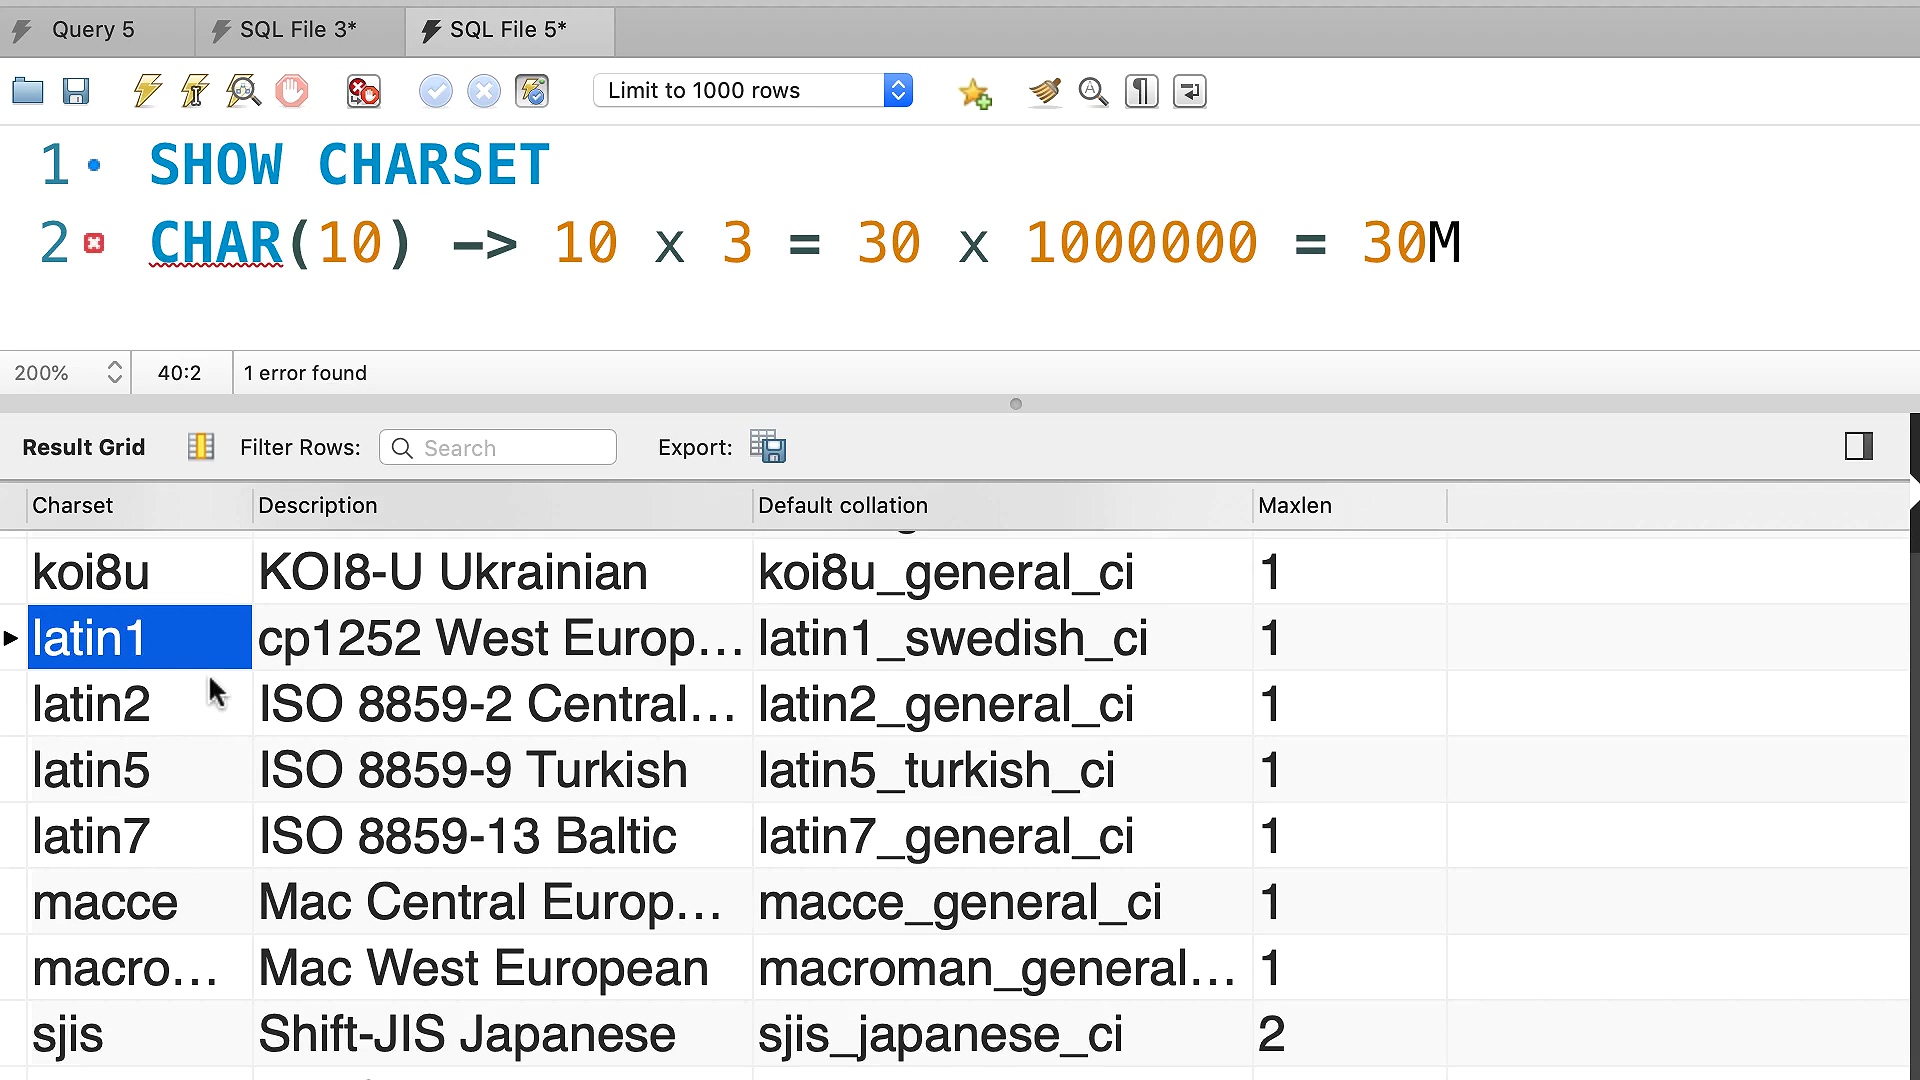 Query 5 SQL File 3* SQL File 5*
Limit to 1000 rows
1 SHOW CHARSET
2 CHAR(10) -> 10 x 3 = 30 x 1000000 = 30M
200% 40:2 1 error found
Result Grid Filter Rows: Search Export:
Charset Description Default collation Maxlen
koi8u KOI8-U Ukrainian koi8u_general_ci 1
latin1 cp1252 West Europ... latin1_swedish_ci 1
latin2 ISO 8859-2 Central... latin2_general_ci 1
latin5 ISO 8859-9 Turkish latin5_turkish_ci 1
latin7 ISO 8859-13 Baltic latin7_general_ci 1
macce Mac Central Europ... macce_general_ci 1
macro... Mac West European macroman_general... 1
sjis Shift-JIS Japanese sjis_japanese_ci 2